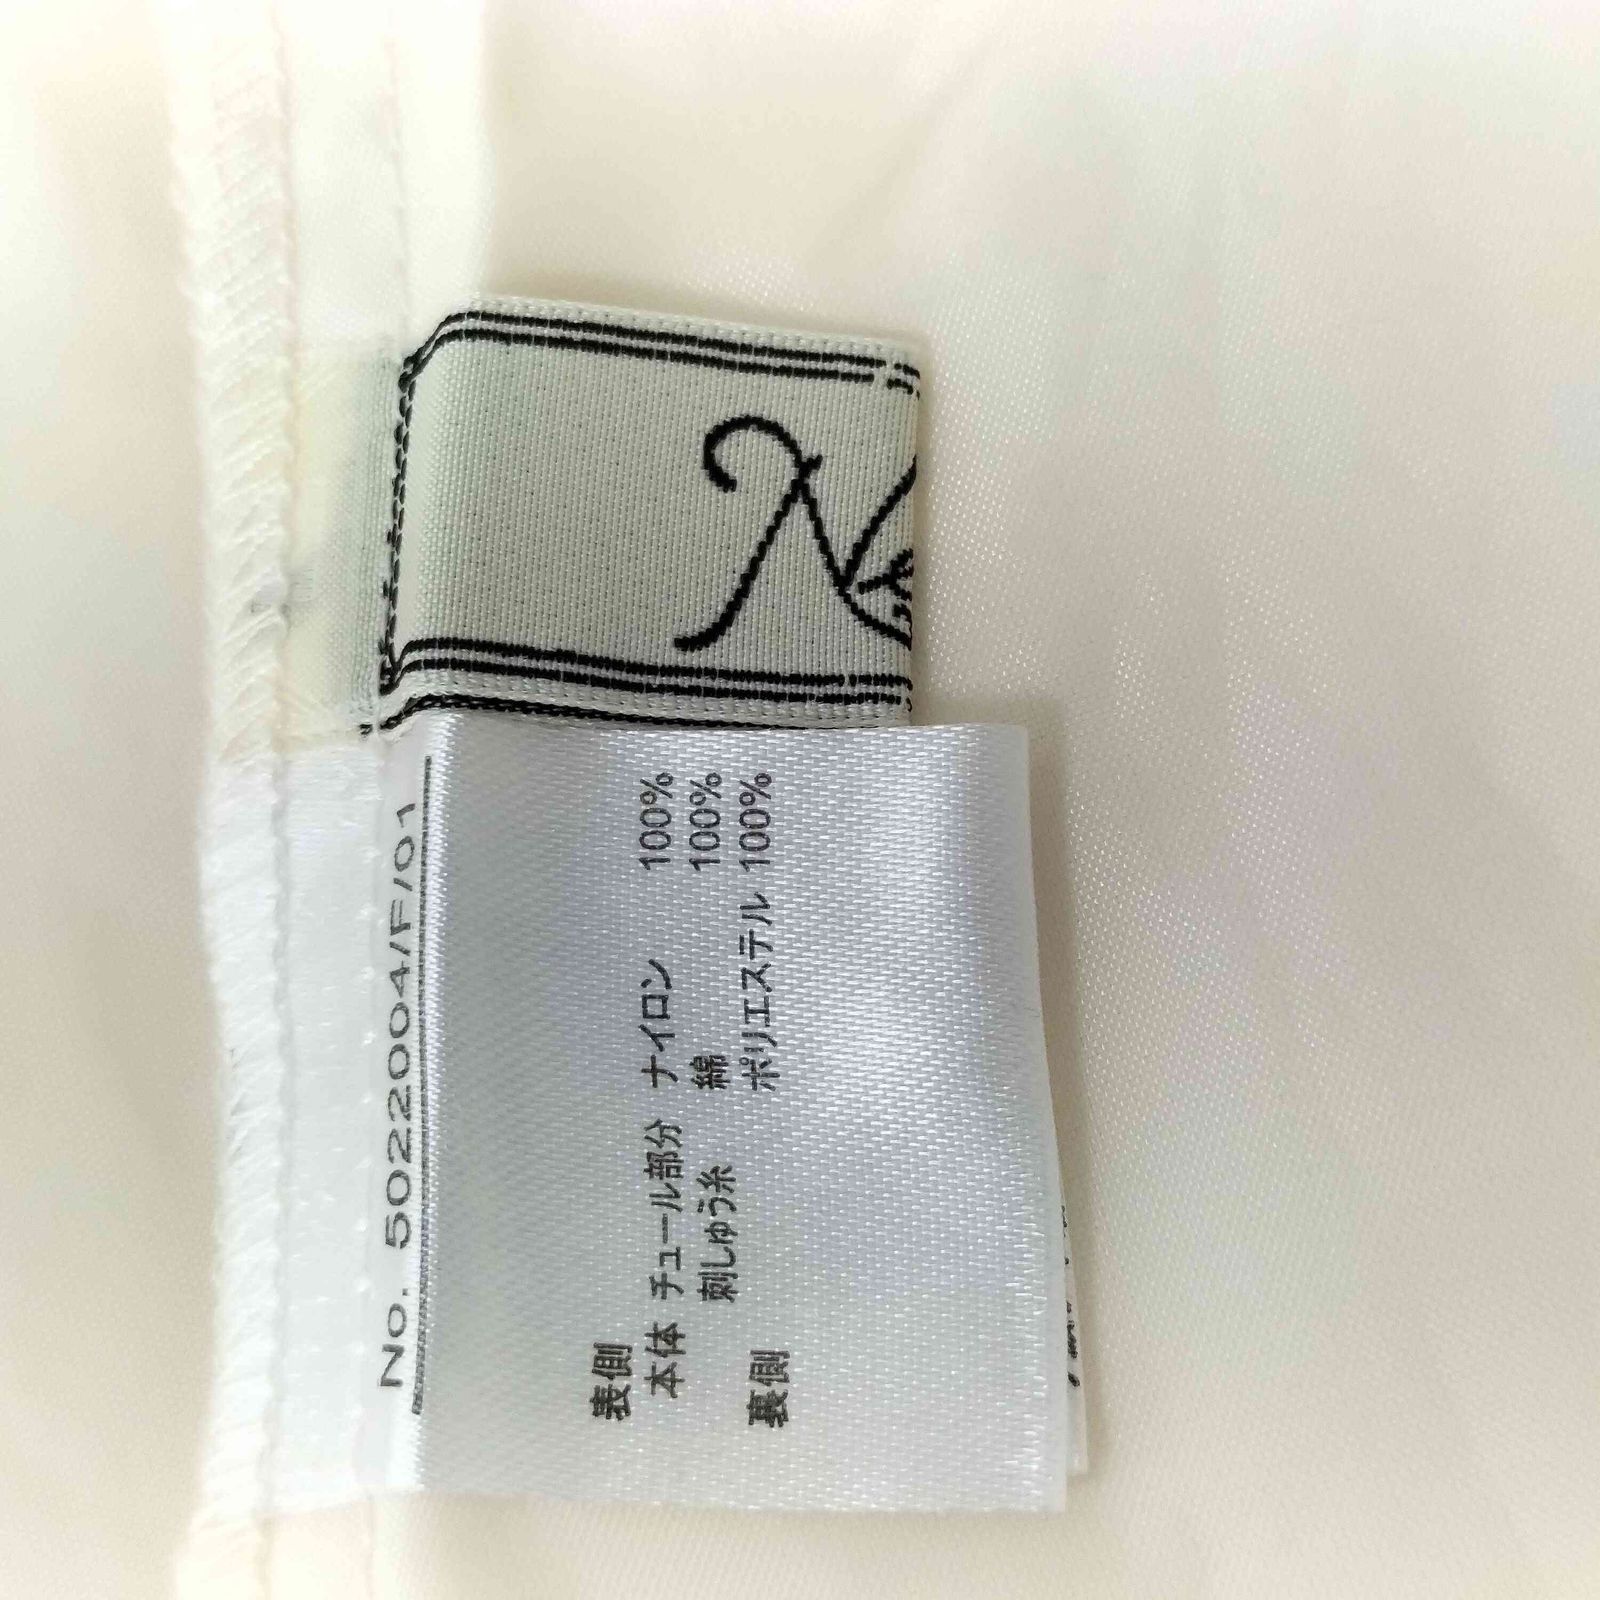 No. 5022004/F/01
表側
本体 チュール部分 ナイロン 100%
刺しゅう糸 綿 100%
裏側 ポリエステル 100%